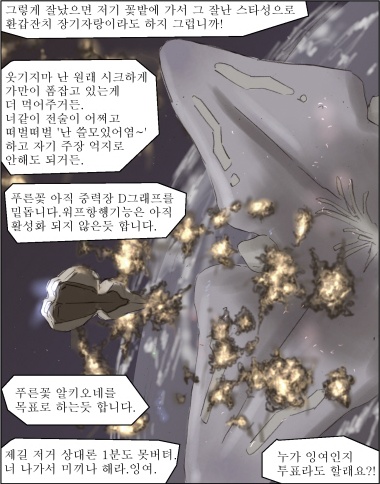 그렇게 잘났으면 저기 꽃밭에 가서 그 잘난 스타성으로
환갑잔치 장기자랑이라도 하지 그럽니까!
웃기지마 난 원래 시크하게
가만이 폼잡고 있는게
더 먹어주거든.
너같이 전술이 어쩌고
떠벌떠벌 '난 쓸모있어염~'
하고 자기 주장 억지로
안해도 되거든.
푸른꽃 아직 중력장 D그래프를
밑돕니다.워프항행기능은 아직
활성화 되지 않은듯 합니다.
푸른꽃 알키오네를
목표로 하는듯 합니다.
제길 저거 상대론 1분도 못버텨.
너 나가서 미끼나 해라.잉여.
누가 잉여인지
투표라도 할래요?!